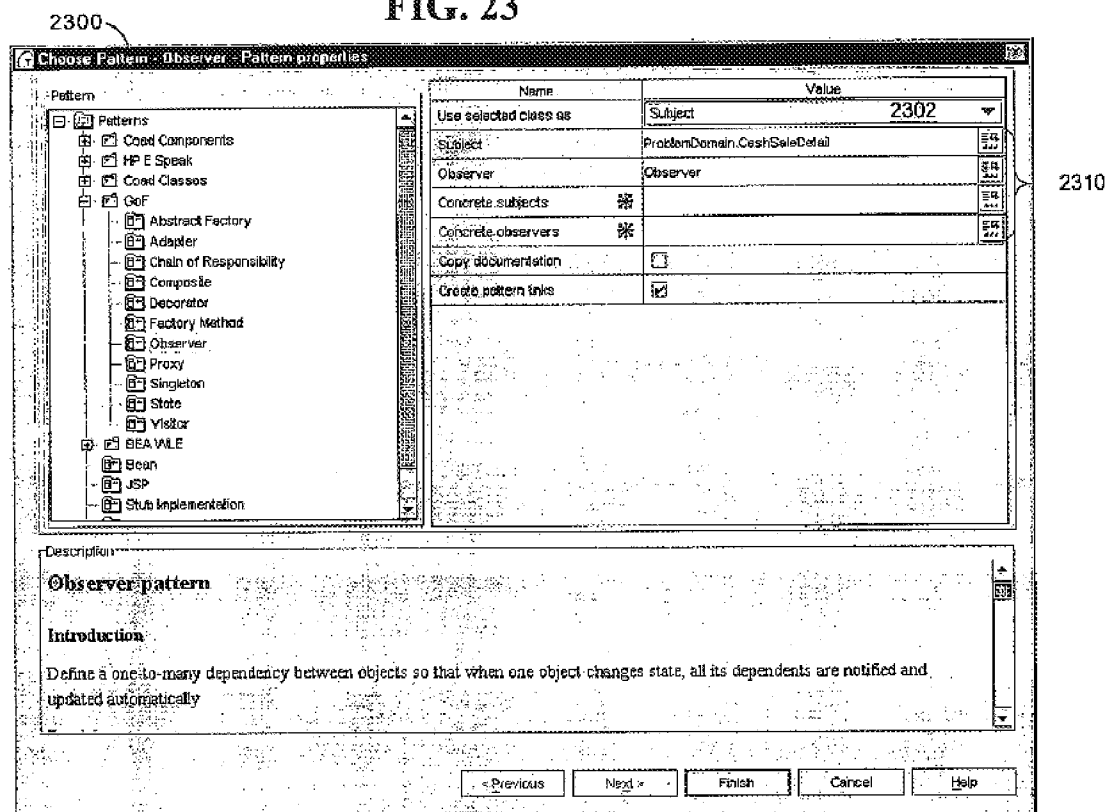 FIG. 23
2300
Choose Pattern - Observer - Pattern properties
Pattern
Patterns
Coad Components
HP E Speak
Coad Classes
GoF
Abstract Factory
Adapter
Chain of Responsibility
Composite
Decorator
Factory Method
Observer
Proxy
Singleton
State
Visitor
BEA WLE
Bean
JSP
Stub Implementation
Name Value
Use selected class as Subject 2302
Subject ProblemDomain.CashSaleDetail
Observer Observer
Concrete subjects
Concrete observers
Copy documentation
Create pattern links
2310
Description
Observer pattern
Introduction
Define a one-to-many dependency between objects so that when one object changes state, all its dependents are notified and
updated automatically
< Previous Next > Finish Cancel Help